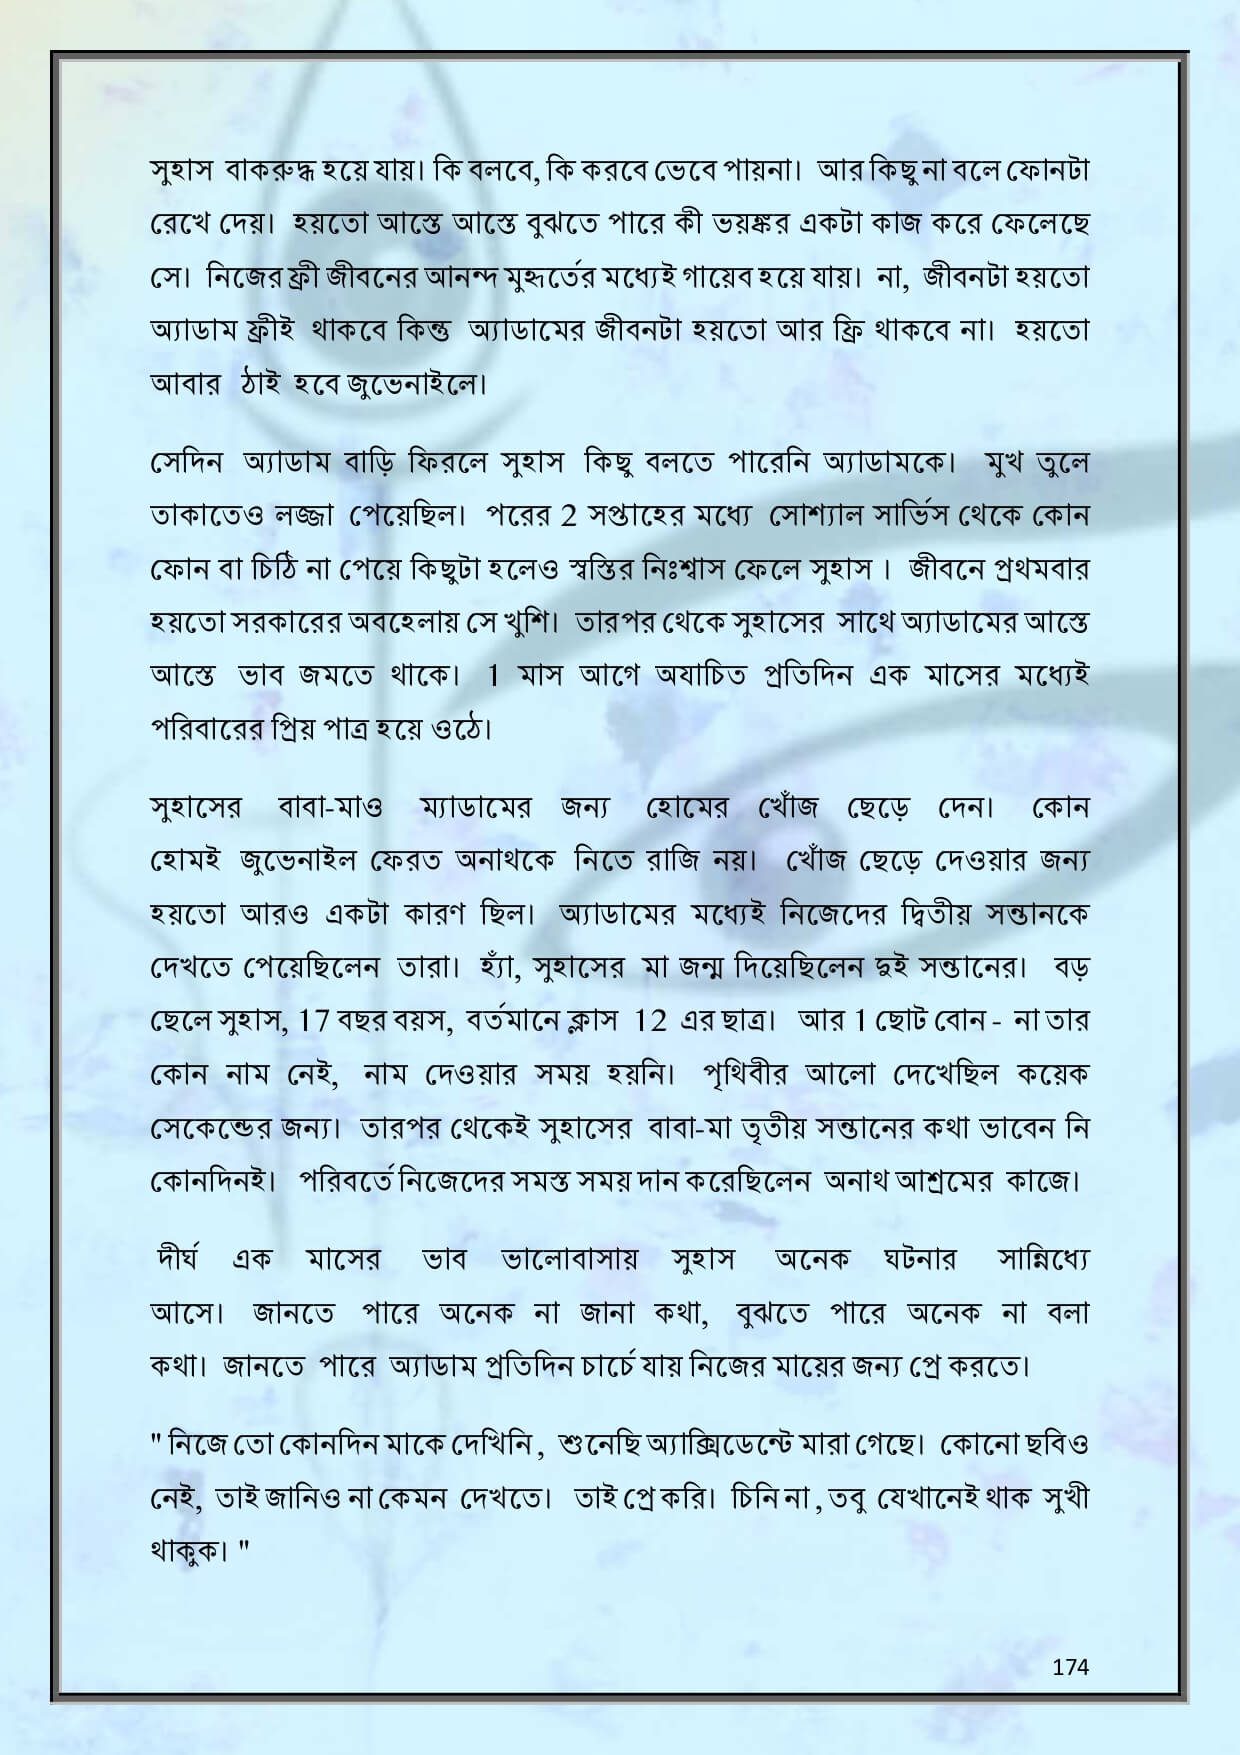 সুহাস বাকরুদ্ধ হয়ে যায়। কি বলবে, কি করবে ভেবে পায়না। আর কিছু না বলে ফোনটা
রেখে দেয়। হয়তো আস্তে আস্তে বুঝতে পারে কী ভয়ঙ্কর একটা কাজ করে ফেলেছে
সে। নিজের ফ্রী জীবনের আনন্দ মুহূর্তের মধ্যেই গায়েব হয়ে যায়। না, জীবনটা হয়তো
অ্যাডাম ফ্রীই থাকবে কিন্তু অ্যাডামের জীবনটা হয়তো আর ফ্রি থাকবে না। হয়তো
আবার ঠাই হবে জুভেনাইলে।
সেদিন অ্যাডাম বাড়ি ফিরলে সুহাস কিছু বলতে পারেনি অ্যাডামকে। মুখ তুলে
তাকাতেও লজ্জা পেয়েছিল। পরের 2 সপ্তাহের মধ্যে সোশ্যাল সার্ভিস থেকে কোন
ফোন বা চিঠি না পেয়ে কিছুটা হলেও স্বস্তির নিঃশ্বাস ফেলে সুহাস । জীবনে প্রথমবার
হয়তো সরকারের অবহেলায় সে খুশি। তারপর থেকে সুহাসের সাথে অ্যাডামের আস্তে
আস্তে ভাব জমতে থাকে। 1 মাস আগে অযাচিত প্রতিদিন এক মাসের মধ্যেই
পরিবারের প্রিয় পাত্র হয়ে ওঠে।
সুহাসের বাবা-মাও ম্যাডামের জন্য হোমের খোঁজ ছেড়ে দেন। কোন
হোমই জুভেনাইল ফেরত অনাথকে নিতে রাজি নয়। খোঁজ ছেড়ে দেওয়ার জন্য
হয়তো আরও একটা কারণ ছিল। অ্যাডামের মধ্যেই নিজেদের দ্বিতীয় সন্তানকে
দেখতে পেয়েছিলেন তারা। হ্যাঁ, সুহাসের মা জন্ম দিয়েছিলেন দুই সন্তানের। বড়
ছেলে সুহাস, 17 বছর বয়স, বর্তমানে ক্লাস 12 এর ছাত্র। আর 1 ছোট বোন - না তার
কোন নাম নেই, নাম দেওয়ার সময় হয়নি। পৃথিবীর আলো দেখেছিল কয়েক
সেকেন্ডের জন্য। তারপর থেকেই সুহাসের বাবা-মা তৃতীয় সন্তানের কথা ভাবেন নি
কোনদিনই। পরিবর্তে নিজেদের সমস্ত সময় দান করেছিলেন অনাথ আশ্রমের কাজে।
দীর্ঘ এক মাসের ভাব ভালোবাসায় সুহাস অনেক ঘটনার সান্নিধ্যে
আসে। জানতে পারে অনেক না জানা কথা, বুঝতে পারে অনেক না বলা
কথা। জানতে পারে অ্যাডাম প্রতিদিন চার্চে যায় নিজের মায়ের জন্য প্রে করতে।
" নিজে তো কোনদিন মাকে দেখিনি , শুনেছি অ্যাক্সিডেন্টে মারা গেছে। কোনো ছবিও
নেই, তাই জানিও না কেমন দেখতে। তাই প্রে করি। চিনি না , তবু যেখানেই থাক সুখী
থাকুক। "
174